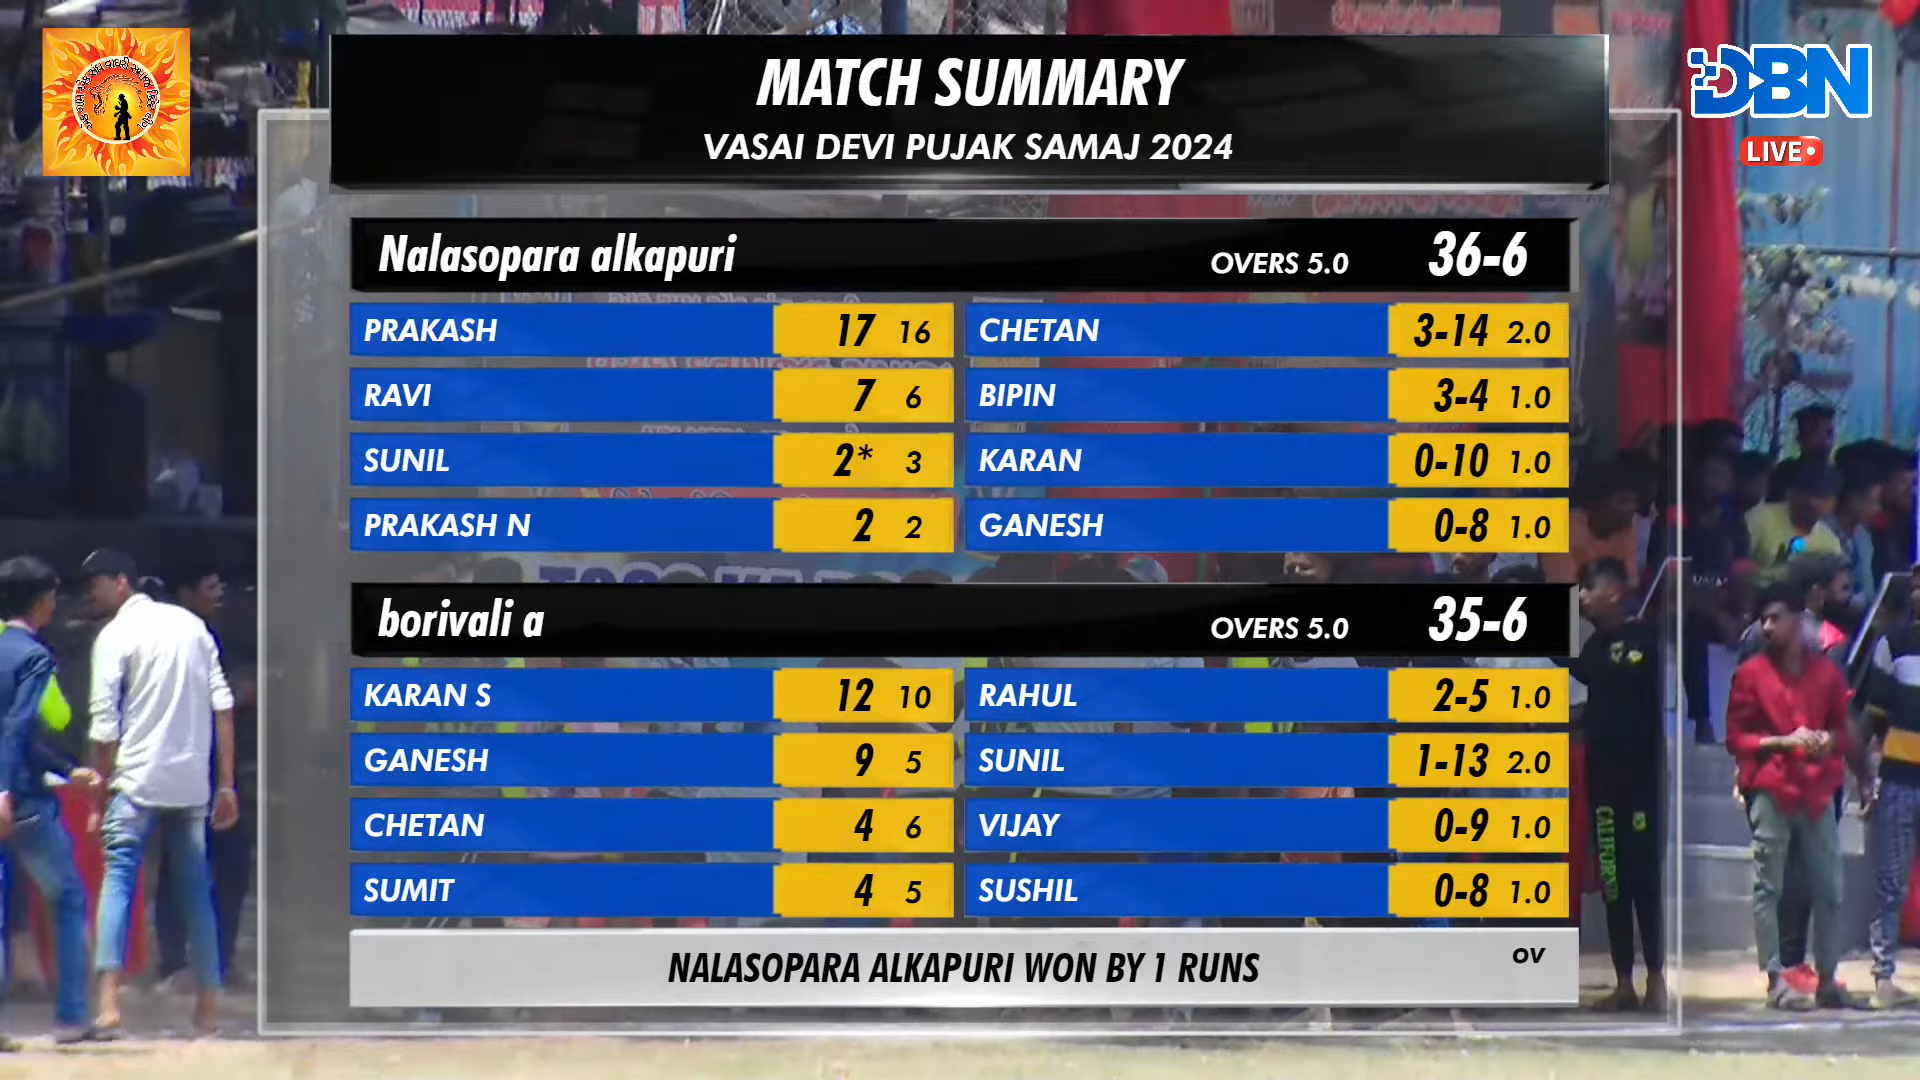 DBN
LIVE
MATCH SUMMARY
VASAI DEVI PUJAK SAMAJ 2024
Nalasopara alkapuri OVERS 5.0 36-6
PRAKASH 17 16 CHETAN 3-14 2.0
RAVI 7 6 BIPIN 3-4 1.0
SUNIL 2* 3 KARAN 0-10 1.0
PRAKASH N 2 2 GANESH 0-8 1.0
borivali a OVERS 5.0 35-6
KARAN S 12 10 RAHUL 2-5 1.0
GANESH 9 5 SUNIL 1-13 2.0
CHETAN 4 6 VIJAY 0-9 1.0
SUMIT 4 5 SUSHIL 0-8 1.0
NALASOPARA ALKAPURI WON BY 1 RUNS OV